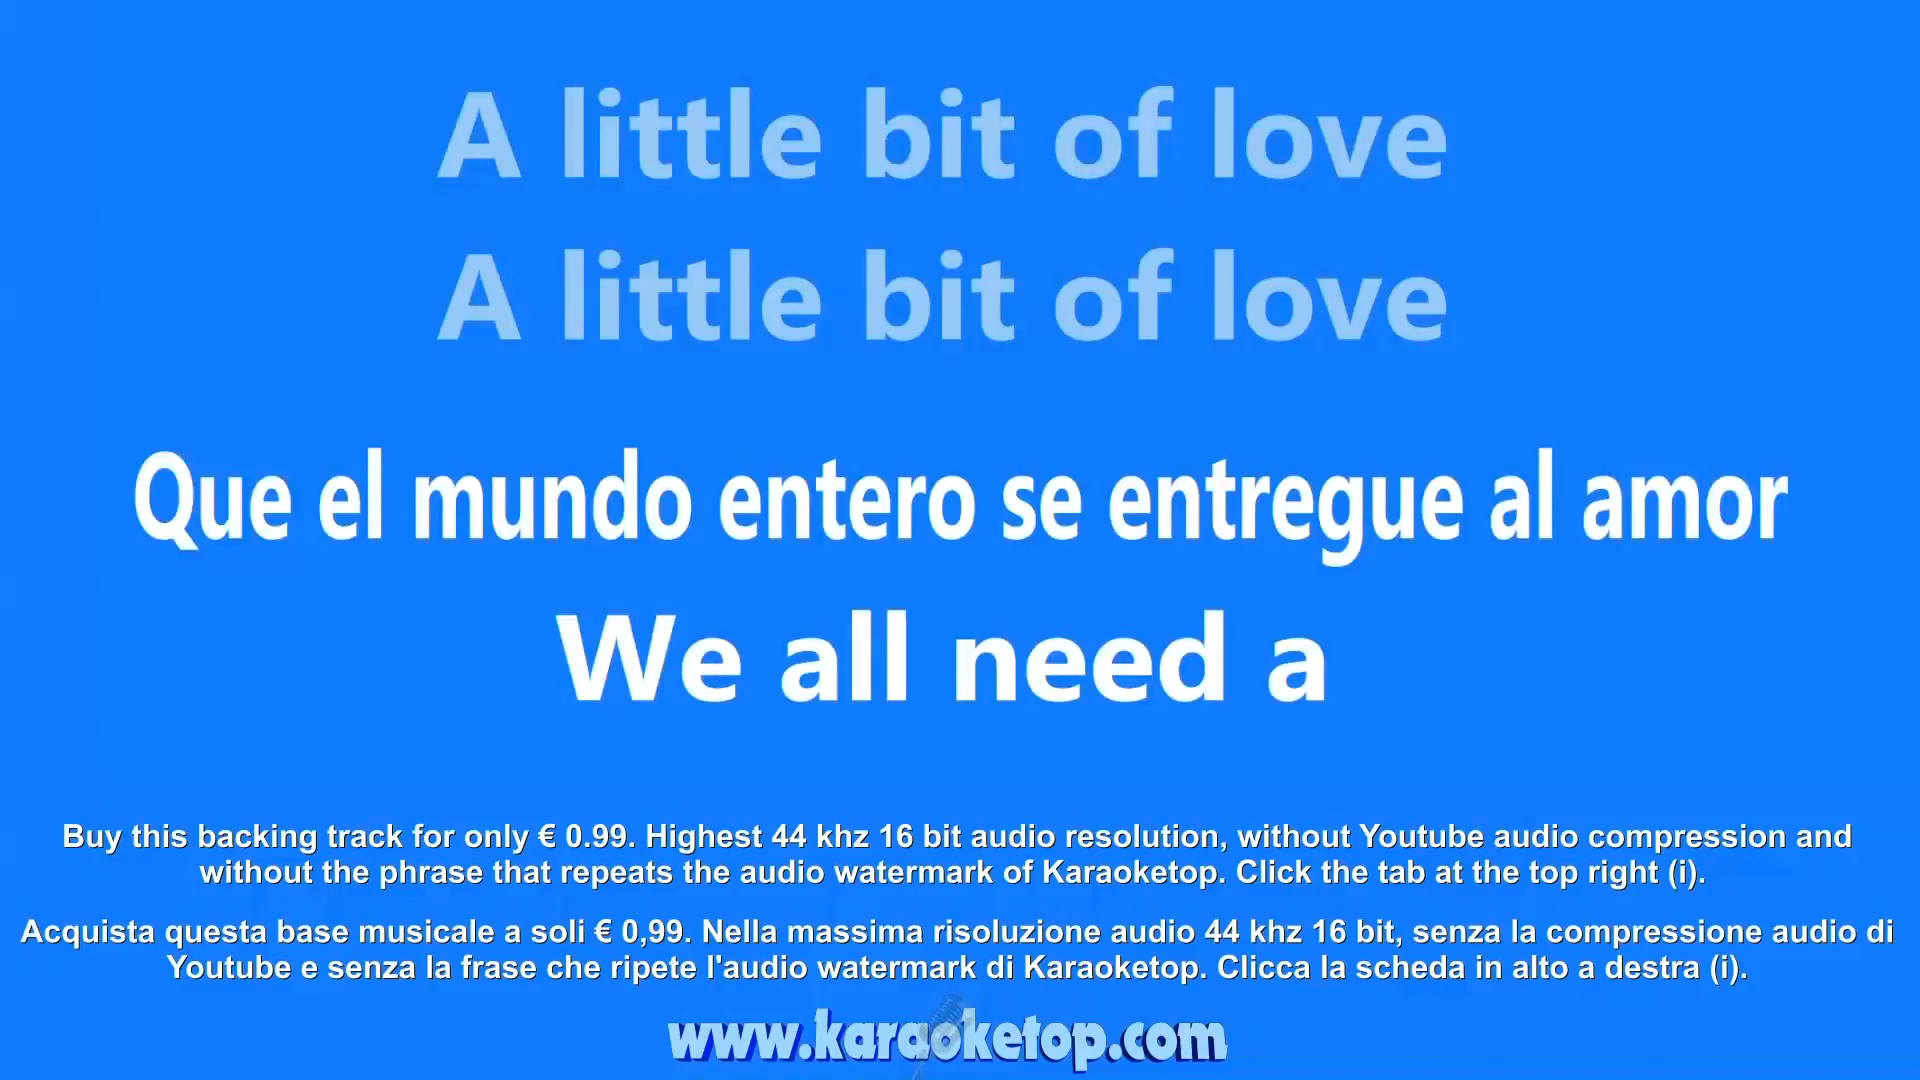 A little bit of love
A little bit of love
Que el mundo entero se entregue al amor
We all need a
Buy this backing track for only € 0.99. Highest 44 khz 16 bit audio resolution, without Youtube audio compression and
without the phrase that repeats the audio watermark of Karaoketop. Click the tab at the top right (i).
Acquista questa base musicale a soli € 0,99. Nella massima risoluzione audio 44 khz 16 bit, senza la compressione audio di
Youtube e senza la frase che ripete l'audio watermark di Karaoketop. Clicca la scheda in alto a destra (i).
www.karaoketop.com